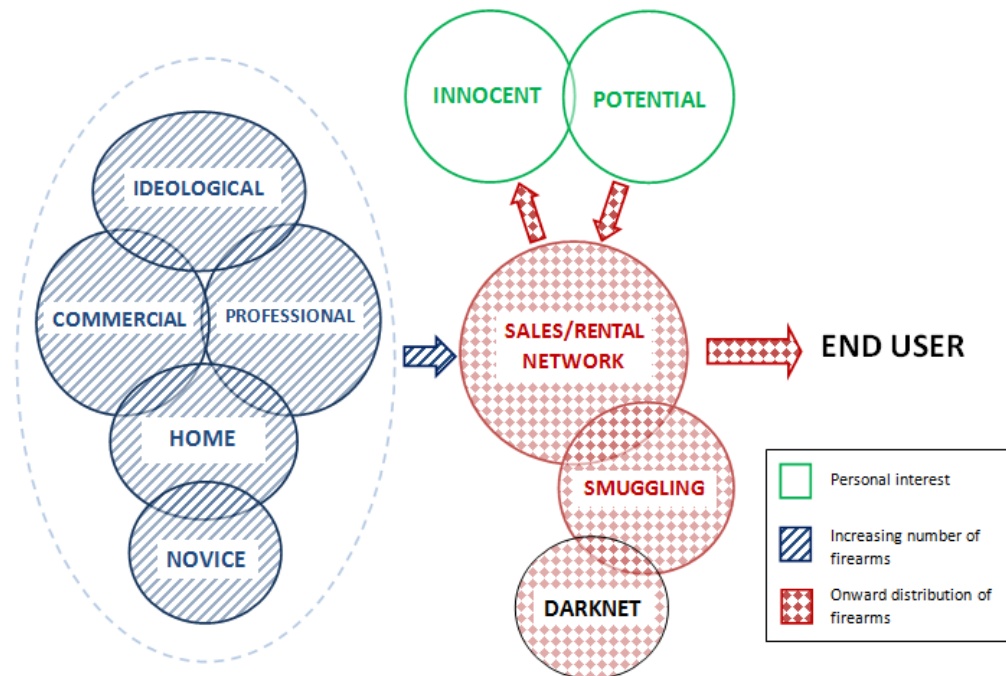 INNOCENT
POTENTIAL
IDEOLOGICAL
COMMERCIAL
PROFESSIONAL
HOME
NOVICE
SALES/RENTAL
NETWORK
END USER
SMUGGLING
DARKNET
Personal interest
Increasing number of
firearms
Onward distribution of
firearms